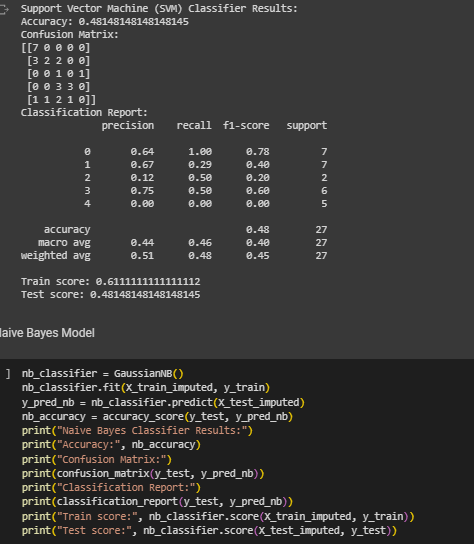 Support Vector Machine (SVM) Classifier Results:
Accuracy: 0.48148148148148145
Confusion Matrix:
[[7 0 0 0 0]
 [3 2 2 0 0]
 [0 0 1 0 1]
 [0 0 3 3 0]
 [1 1 2 1 0]]
Classification Report:
              precision    recall  f1-score   support

           0       0.64      1.00      0.78         7
           1       0.67      0.29      0.40         7
           2       0.12      0.50      0.20         2
           3       0.75      0.50      0.60         6
           4       0.00      0.00      0.00         5

    accuracy                           0.48        27
   macro avg       0.44      0.46      0.40        27
weighted avg       0.51      0.48      0.45        27

Train score: 0.6111111111111112
Test score: 0.48148148148148145
aive Bayes Model
] nb_classifier = GaussianNB()
nb_classifier.fit(X_train_imputed, y_train)
y_pred_nb = nb_classifier.predict(X_test_imputed)
nb_accuracy = accuracy_score(y_test, y_pred_nb)
print("Naive Bayes Classifier Results:")
print("Accuracy:", nb_accuracy)
print("Confusion Matrix:")
print(confusion_matrix(y_test, y_pred_nb))
print("Classification Report:")
print(classification_report(y_test, y_pred_nb))
print("Train score:", nb_classifier.score(X_train_imputed, y_train))
print("Test score:", nb_classifier.score(X_test_imputed, y_test))